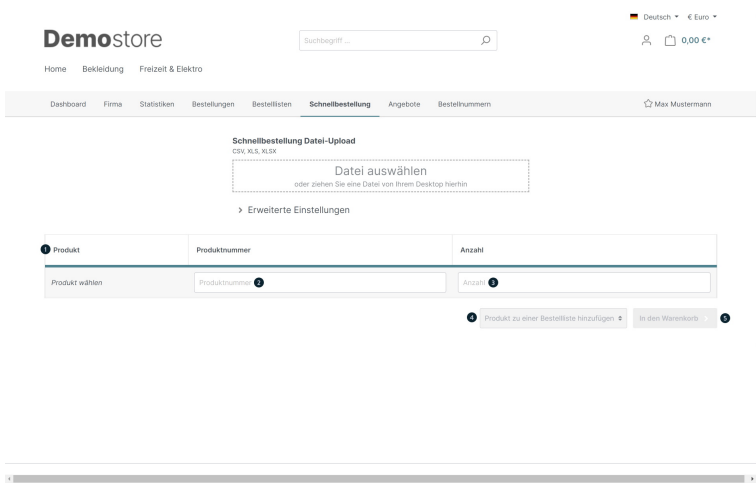 Deutsch € Euro
Demostore
Suchbegriff ...
0,00 €*
Home Bekleidung Freizeit & Elektro
Dashboard Firma Statistiken Bestellungen Bestelllisten Schnellbestellung Angebote Bestellnummern Max Mustermann
Schnellbestellung Datei-Upload
CSV, XLS, XLSX
Datei auswählen
oder ziehen Sie eine Datei von Ihrem Desktop hierhin
Erweiterte Einstellungen
1 Produkt Produktnummer Anzahl
Produkt wählen Produktnummer 2 Anzahl 3
4 Produkt zu einer Bestellliste hinzufügen In den Warenkorb 5